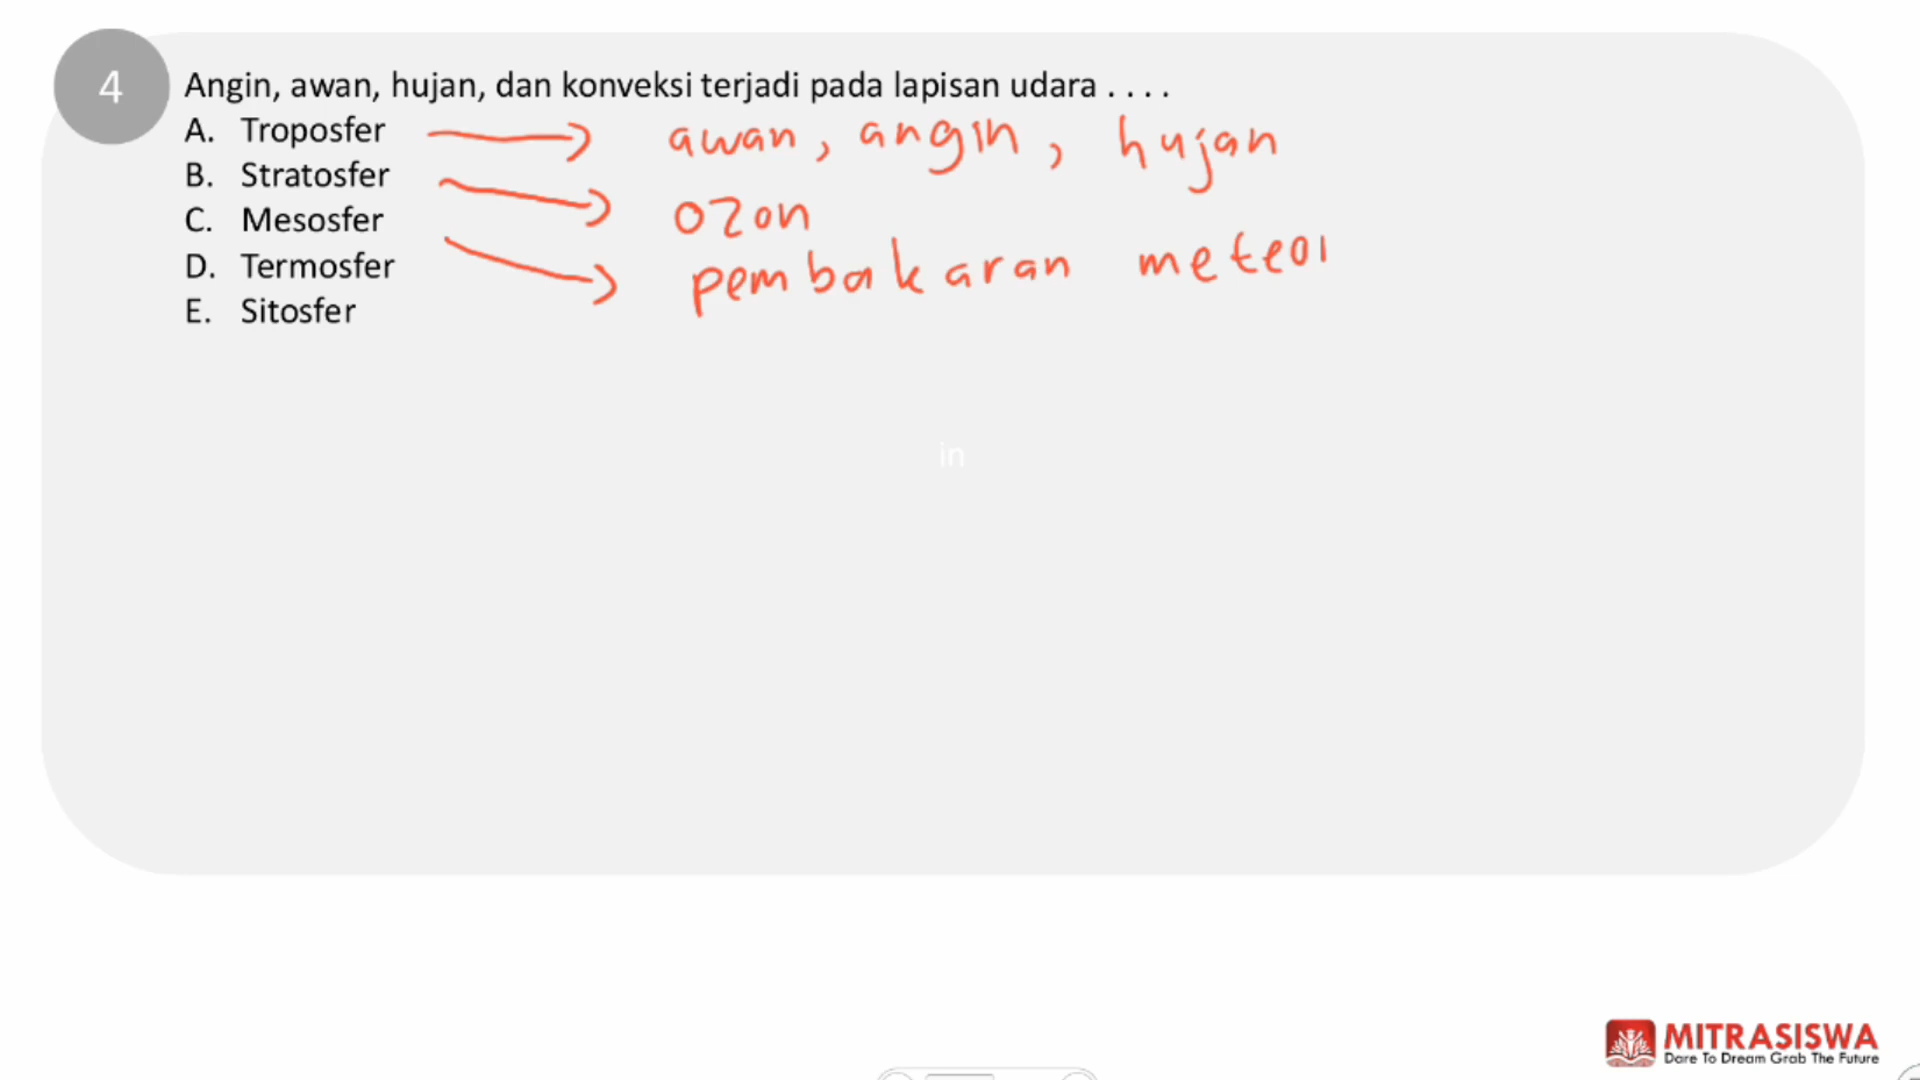 4
Angin, awan, hujan, dan konveksi terjadi pada lapisan udara . . . .
A. Troposfer → awan, angin, hujan
B. Stratosfer → ozon
C. Mesosfer → pembakaran meteor
D. Termosfer
E. Sitosfer
in
MITRASISWA
Dare To Dream Grab The Future